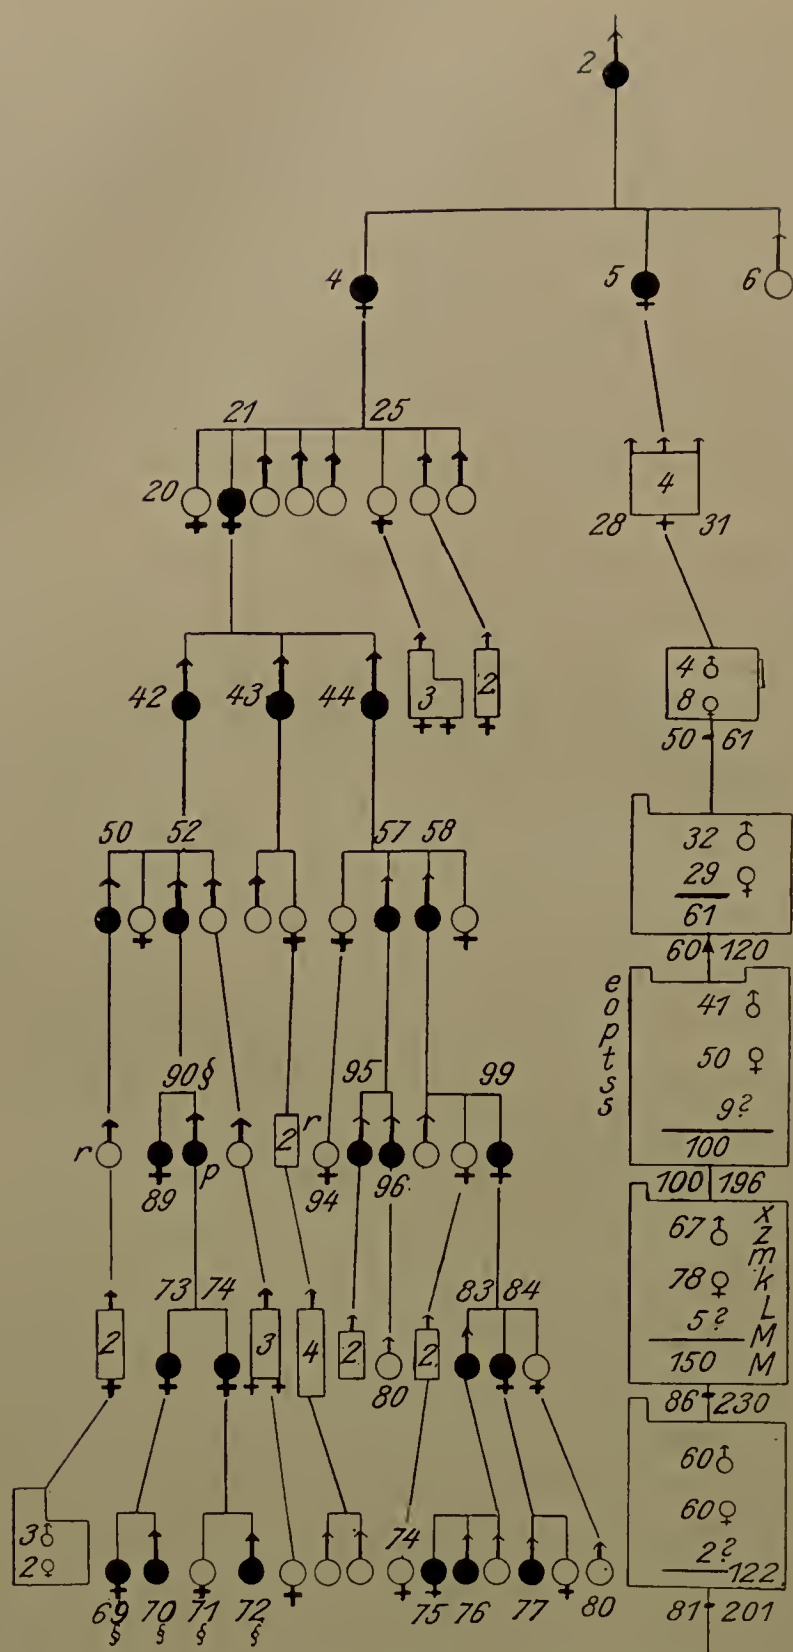 2
4 5 6
21 25
20 4
28 31
42 43 44 3 2 4 ♂
8 ♀
50 61
50 52 57 58 32 ♂
29 ♀
61
60 120
e
o
p
t
s
s
41 ♂
50 ♀
9?
100
90§ 95 99
r 2 r
89 p 94 96
100 196
67 ♂
78 ♀
5?
150
x
z
m
k
L
M
M
73 74 83 84
2 3 4 2 2
80
86 230
60 ♂
60 ♀
2?
122
3 ♂
2 ♀
74
69 70 71 72 75 76 77 80
§ § § §
81 201